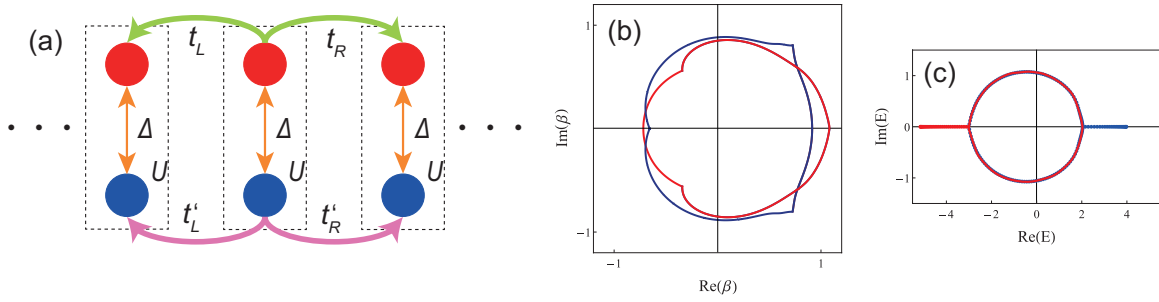 (a)
t_L t_R
· · · Δ Δ Δ · · ·
U U U
t'_L t'_R
(b)
1
Im(β)
-1
-1 1
Re(β)
(c)
1
Im(E)
0
-1
-4 -2 0 2 4
Re(E)